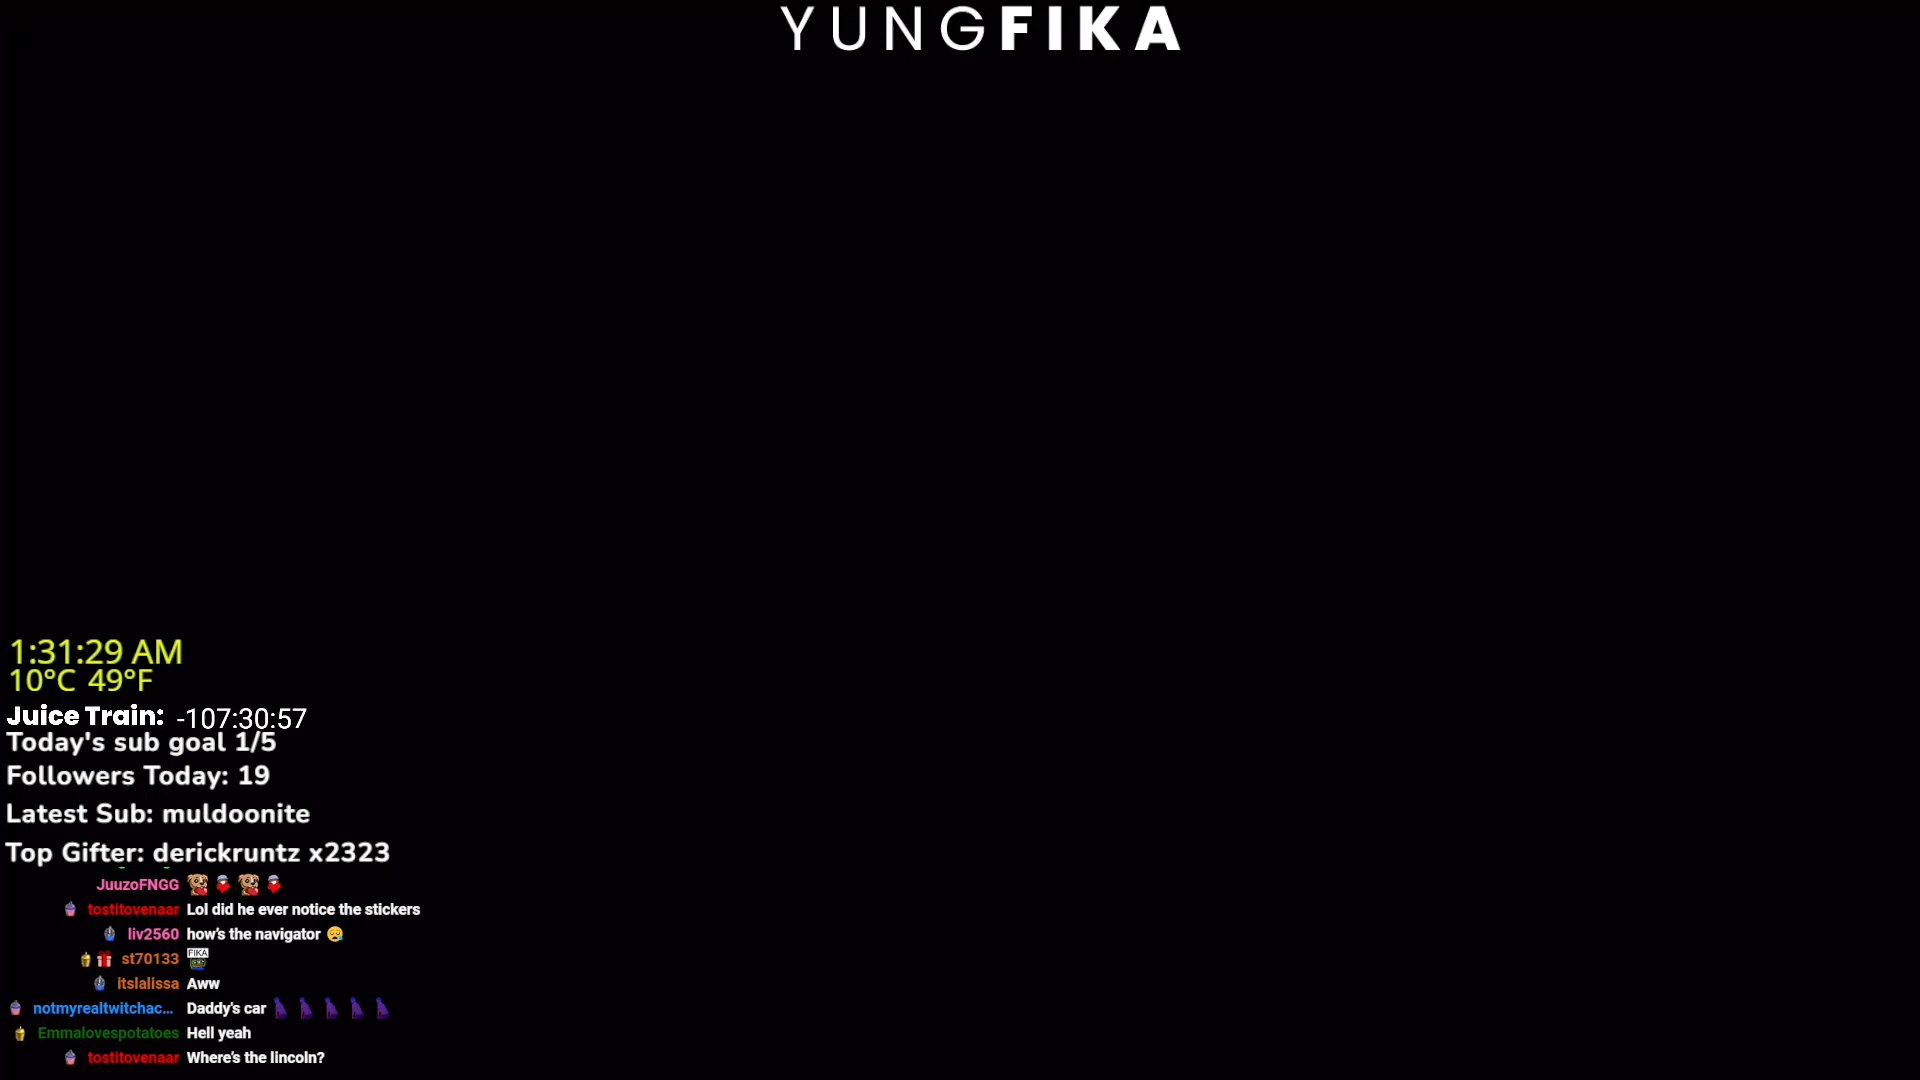 YUNGFIKA
1:31:29 AM
10°C 49°F
Juice Train: -107:30:57
Today's sub goal 1/5
Followers Today: 19
Latest Sub: muldoonite
Top Gifter: derickruntz x2323
JuuzoFNGG
tostitovenaar Lol did he ever notice the stickers
liv2560 how's the navigator 😪
st70133 FIKA
itslalissa Aww
notmyrealtwitchac... Daddy's car
Emmalovespotatoes Hell yeah
tostitovenaar Where's the lincoln?